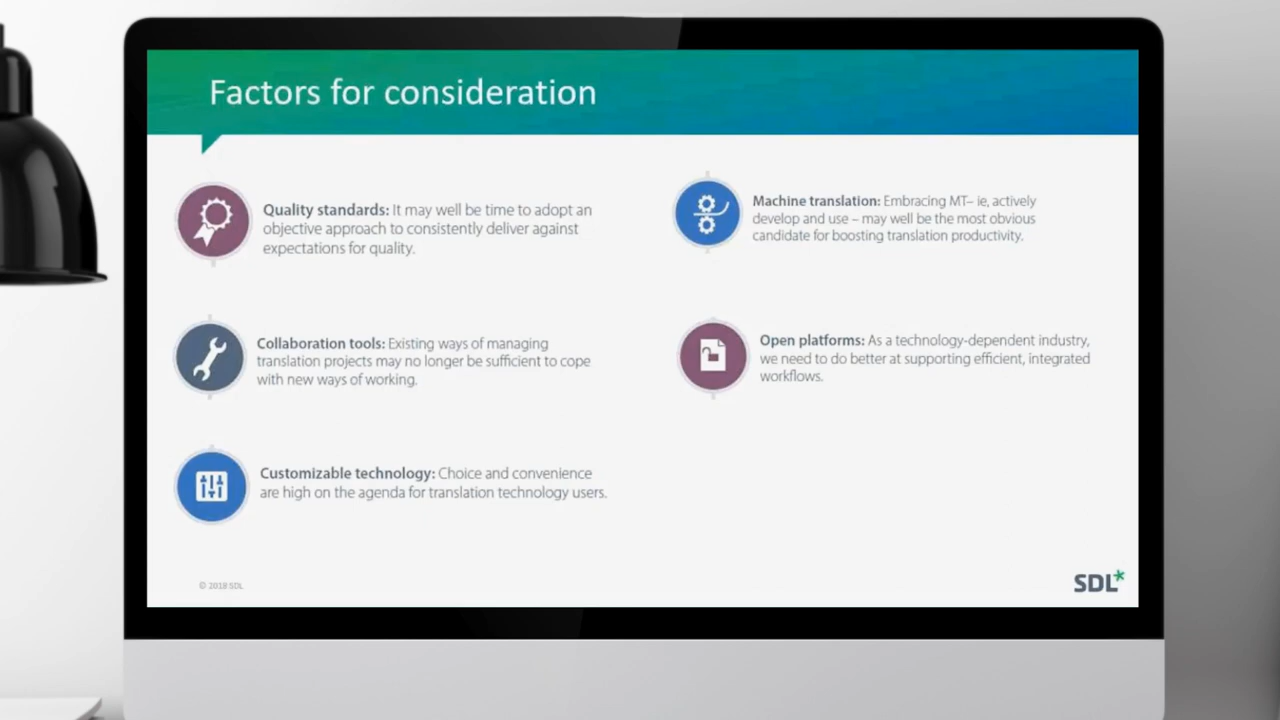 Factors for consideration
Quality standards: It may well be time to adopt an
objective approach to consistently deliver against
expectations for quality.
Collaboration tools: Existing ways of managing
translation projects may no longer be sufficient to cope
with new ways of working.
Customizable technology: Choice and convenience
are high on the agenda for translation technology users.
Machine translation: Embracing MT– ie, actively
develop and use – may well be the most obvious
candidate for boosting translation productivity.
Open platforms: As a technology-dependent industry,
we need to do better at supporting efficient, integrated
workflows.
© 2018 SDL
SDL*